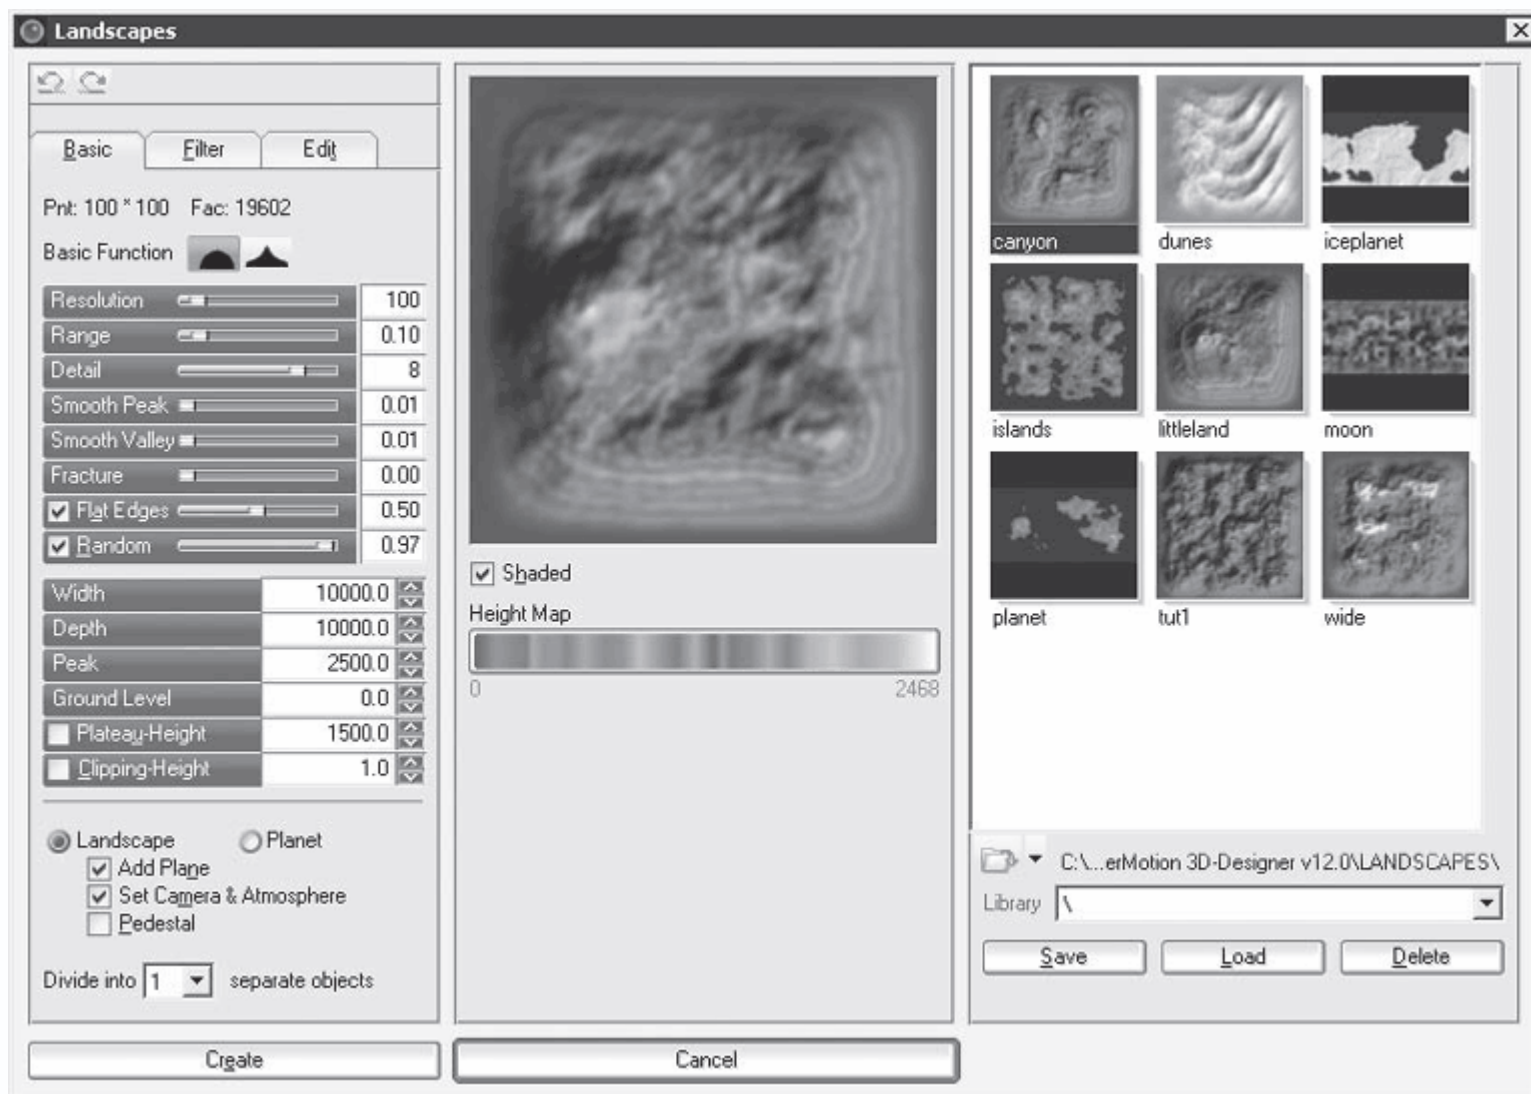 Landscapes
Basic Filter Edit
Pnt: 100 * 100 Fac: 19602
Basic Function
Resolution 100
Range 0.10
Detail 8
Smooth Peak 0.01
Smooth Valley 0.01
Fracture 0.00
Flat Edges 0.50
Random 0.97
Width 10000.0
Depth 10000.0
Peak 2500.0
Ground Level 0.0
Plateau-Height 1500.0
Clipping-Height 1.0
Landscape Planet
Add Plane
Set Camera & Atmosphere
Pedestal
Divide into 1 separate objects
Create
Shaded
Height Map
0 2468
Cancel
canyon dunes iceplanet
islands littleland moon
planet tut1 wide
C:\...erMotion 3D-Designer v12.0\LANDSCAPES\
Library \
Save Load Delete